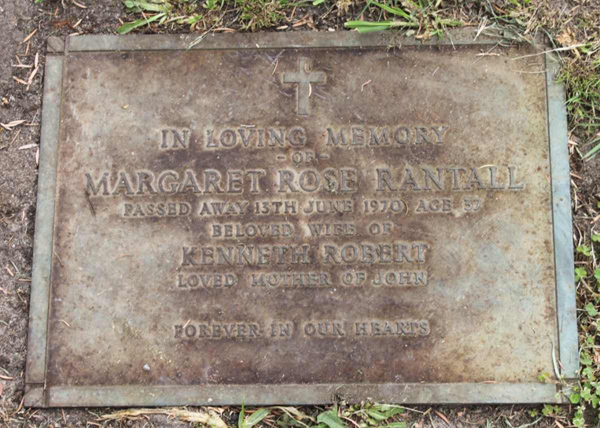 IN LOVING MEMORY
- OF -
MARGARET ROSE RANTALL
PASSED AWAY 13TH JUNE 1970, AGE
BELOVED WIFE OF
KENNETH ROBERT
LOVED MOTHER OF JOHN
FOREVER IN OUR HEARTS